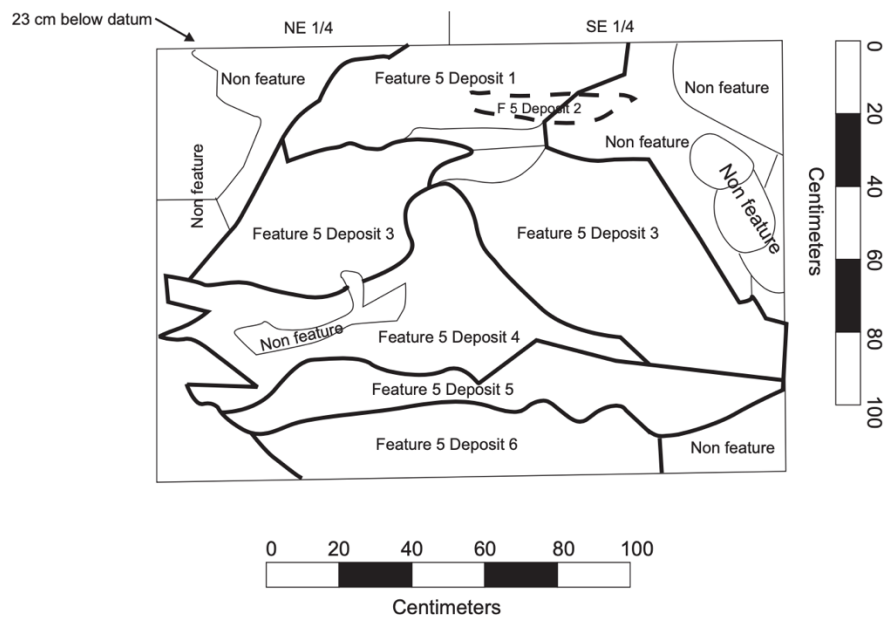 23 cm below datum
NE 1/4
SE 1/4
Non feature
Feature 5 Deposit 1
Non feature
F 5 Deposit 2
Non feature
Non feature
Non feature
Feature 5 Deposit 3
Feature 5 Deposit 3
Non feature
Feature 5 Deposit 4
Feature 5 Deposit 5
Feature 5 Deposit 6
Non feature
0
20
40
60
80
100
Centimeters
0 20 40 60 80 100
Centimeters